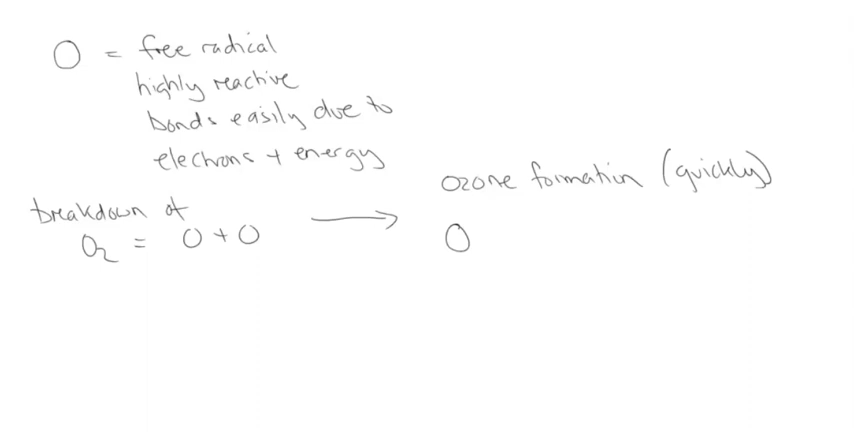 O = free radical
highly reactive
bonds easily due to
electrons + energy
ozone formation (quickly)
breakdown of
O₂ = O + O → O